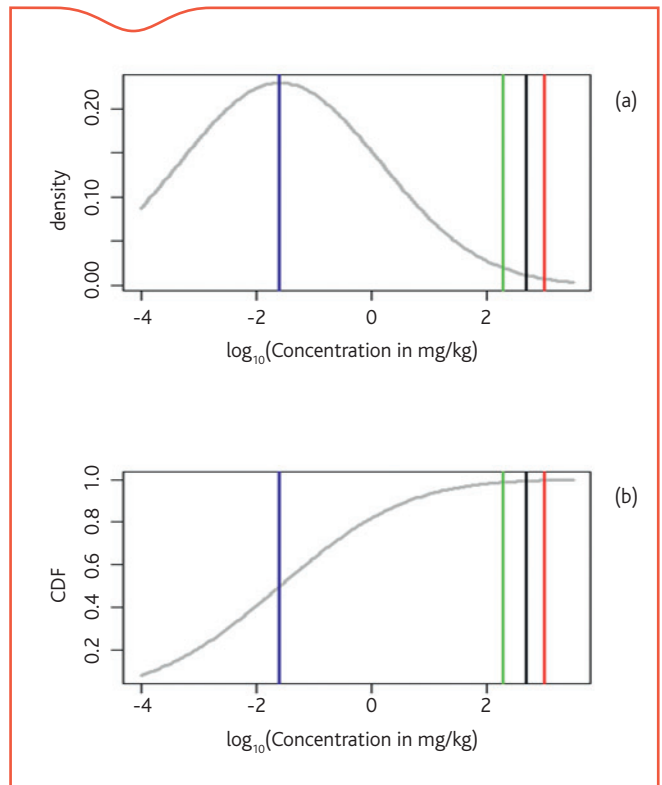 (a)
density
0.20
0.10
0.00
-4 -2 0 2
log₁₀(Concentration in mg/kg)
(b)
CDF
1.0
0.8
0.6
0.4
0.2
-4 -2 0 2
log₁₀(Concentration in mg/kg)